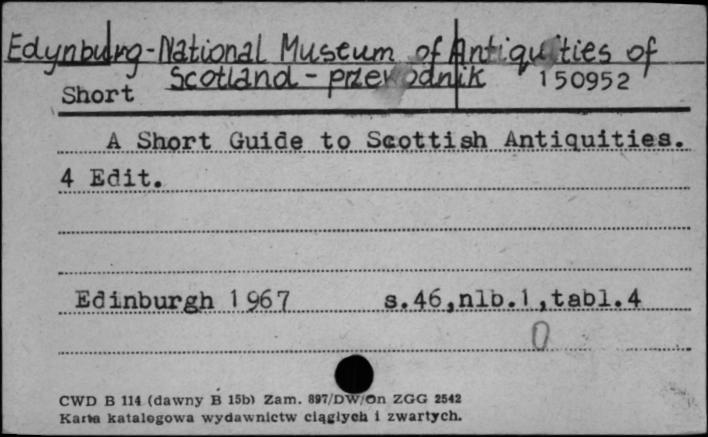 Edynburg-National Museum of Antiquities of
Scotland - przewodnik 150952
Short
A Short Guide to Scottish Antiquities.
4 Edit.
Edinburgh 1967 s.46,nlb.1,tabl.4
0
CWD B 114 (dawny B 15b) Zam. 897/DW/On ZGG 2542
Karta katalogowa wydawnictw ciągłych i zwartych.